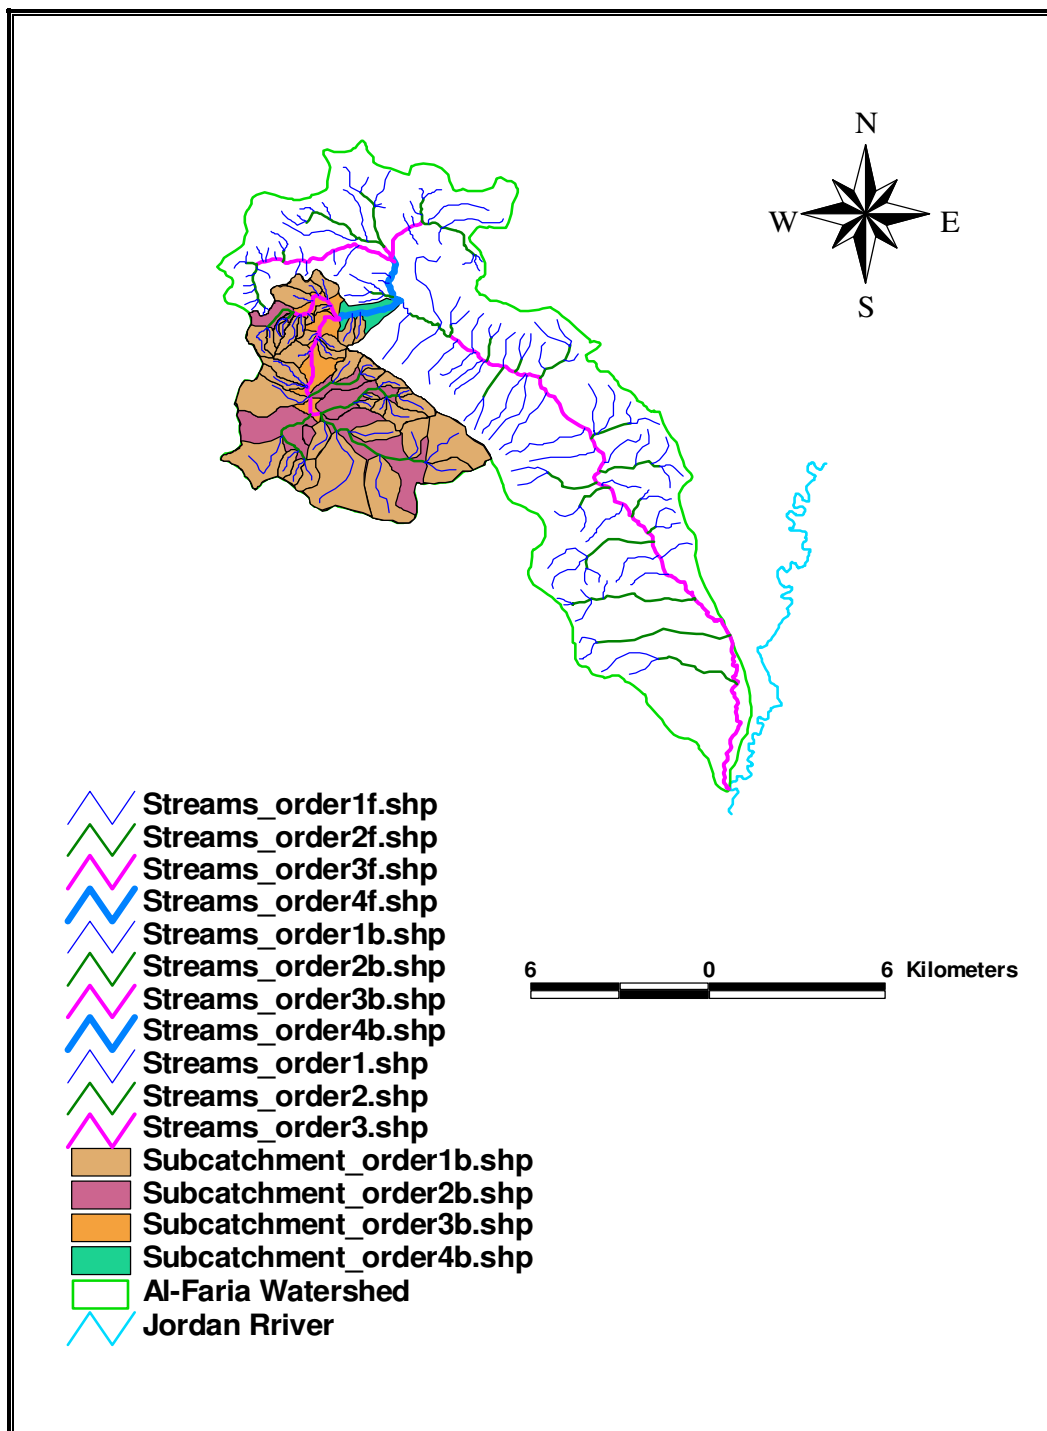 N
W E
S
Streams_order1f.shp
Streams_order2f.shp
Streams_order3f.shp
Streams_order4f.shp
Streams_order1b.shp
Streams_order2b.shp
Streams_order3b.shp
Streams_order4b.shp
Streams_order1.shp
Streams_order2.shp
Streams_order3.shp
Subcatchment_order1b.shp
Subcatchment_order2b.shp
Subcatchment_order3b.shp
Subcatchment_order4b.shp
Al-Faria Watershed
Jordan Rriver
6 0 6 Kilometers